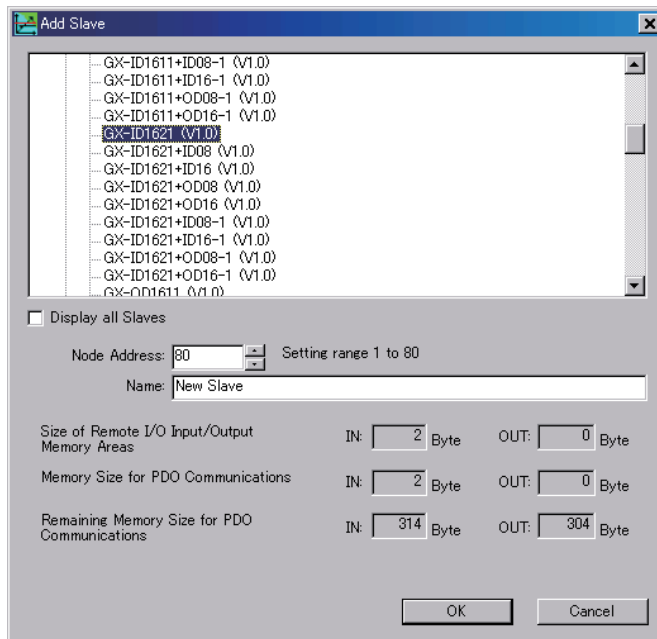 Add Slave
GX-ID1611+ID08-1 (V1.0)
GX-ID1611+ID16-1 (V1.0)
GX-ID1611+OD08-1 (V1.0)
GX-ID1611+OD16-1 (V1.0)
GX-ID1621 (V1.0)
GX-ID1621+ID08 (V1.0)
GX-ID1621+ID16 (V1.0)
GX-ID1621+OD08 (V1.0)
GX-ID1621+OD16 (V1.0)
GX-ID1621+ID08-1 (V1.0)
GX-ID1621+ID16-1 (V1.0)
GX-ID1621+OD08-1 (V1.0)
GX-ID1621+OD16-1 (V1.0)
GX-OD1611 (V1.0)
Display all Slaves
Node Address: 80 Setting range 1 to 80
Name: New Slave
Size of Remote I/O Input/Output
Memory Areas
IN: 2 Byte OUT: 0 Byte
Memory Size for PDO Communications IN: 2 Byte OUT: 0 Byte
Remaining Memory Size for PDO
Communications
IN: 314 Byte OUT: 304 Byte
OK Cancel